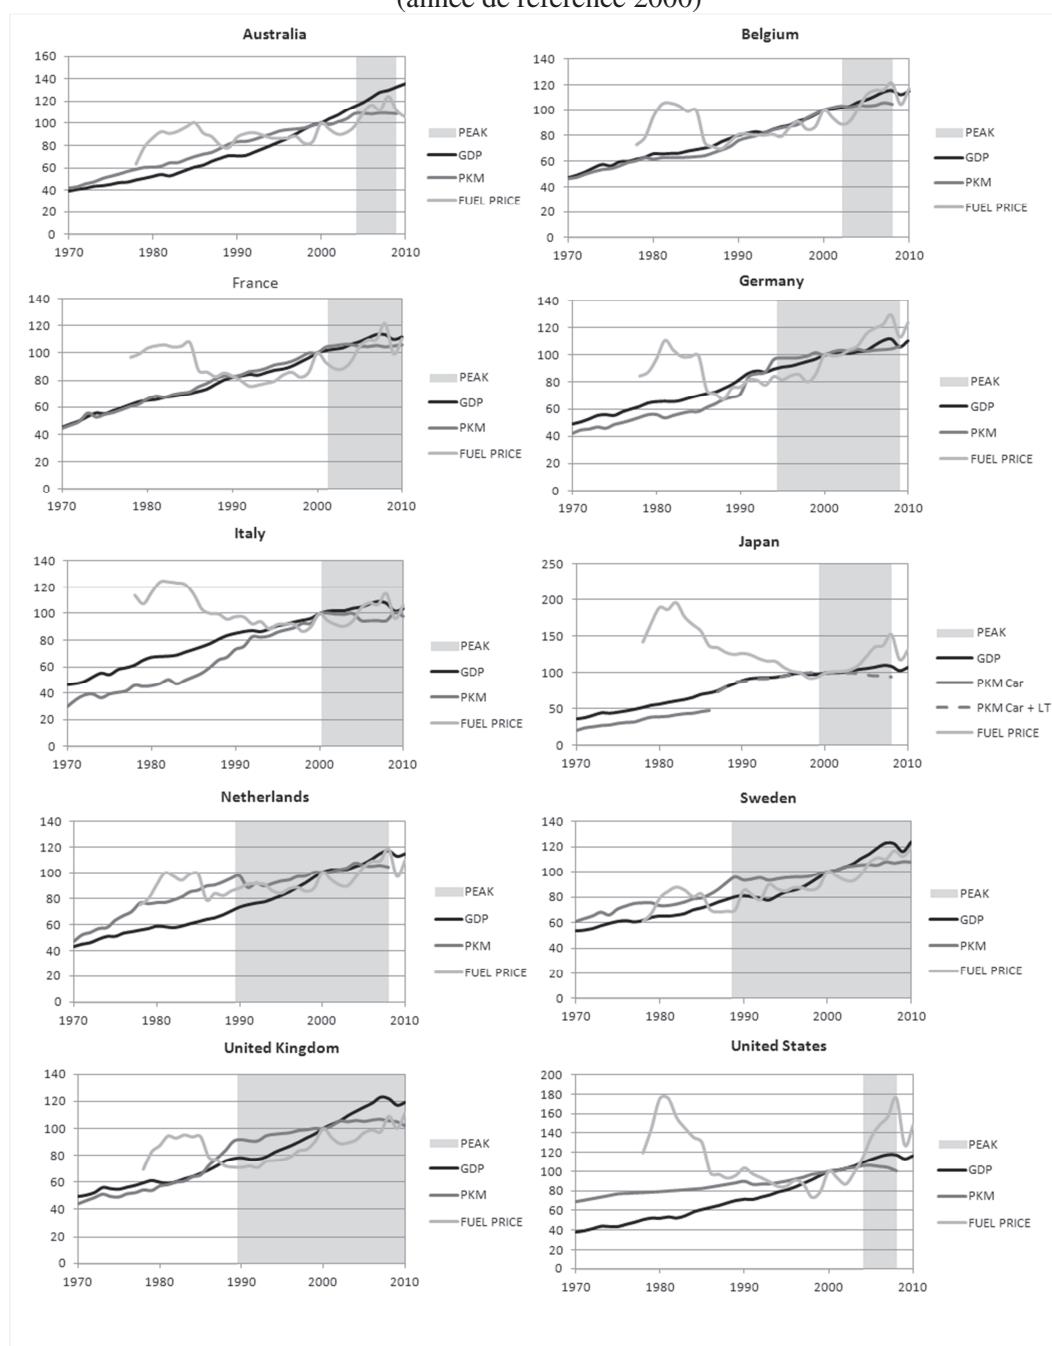 (année de référence 2000)
Australia
160
140
120
100
80
60
40
20
0
1970 1980 1990 2000 2010
PEAK
GDP
PKM
FUEL PRICE
Belgium
140
120
100
80
60
40
20
0
1970 1980 1990 2000 2010
PEAK
GDP
PKM
FUEL PRICE
France
140
120
100
80
60
40
20
0
1970 1980 1990 2000 2010
PEAK
GDP
PKM
FUEL PRICE
Germany
140
120
100
80
60
40
20
0
1970 1980 1990 2000 2010
PEAK
GDP
PKM
FUEL PRICE
Italy
140
120
100
80
60
40
20
0
1970 1980 1990 2000 2010
PEAK
GDP
PKM
FUEL PRICE
Japan
250
200
150
100
50
0
1970 1980 1990 2000 2010
PEAK
GDP
PKM Car
PKM Car + LT
FUEL PRICE
Netherlands
140
120
100
80
60
40
20
0
1970 1980 1990 2000 2010
PEAK
GDP
PKM
FUEL PRICE
Sweden
140
120
100
80
60
40
20
0
1970 1980 1990 2000 2010
PEAK
GDP
PKM
FUEL PRICE
United Kingdom
140
120
100
80
60
40
20
0
1970 1980 1990 2000 2010
PEAK
GDP
PKM
FUEL PRICE
United States
200
180
160
140
120
100
80
60
40
20
0
1970 1980 1990 2000 2010
PEAK
GDP
PKM
FUEL PRICE